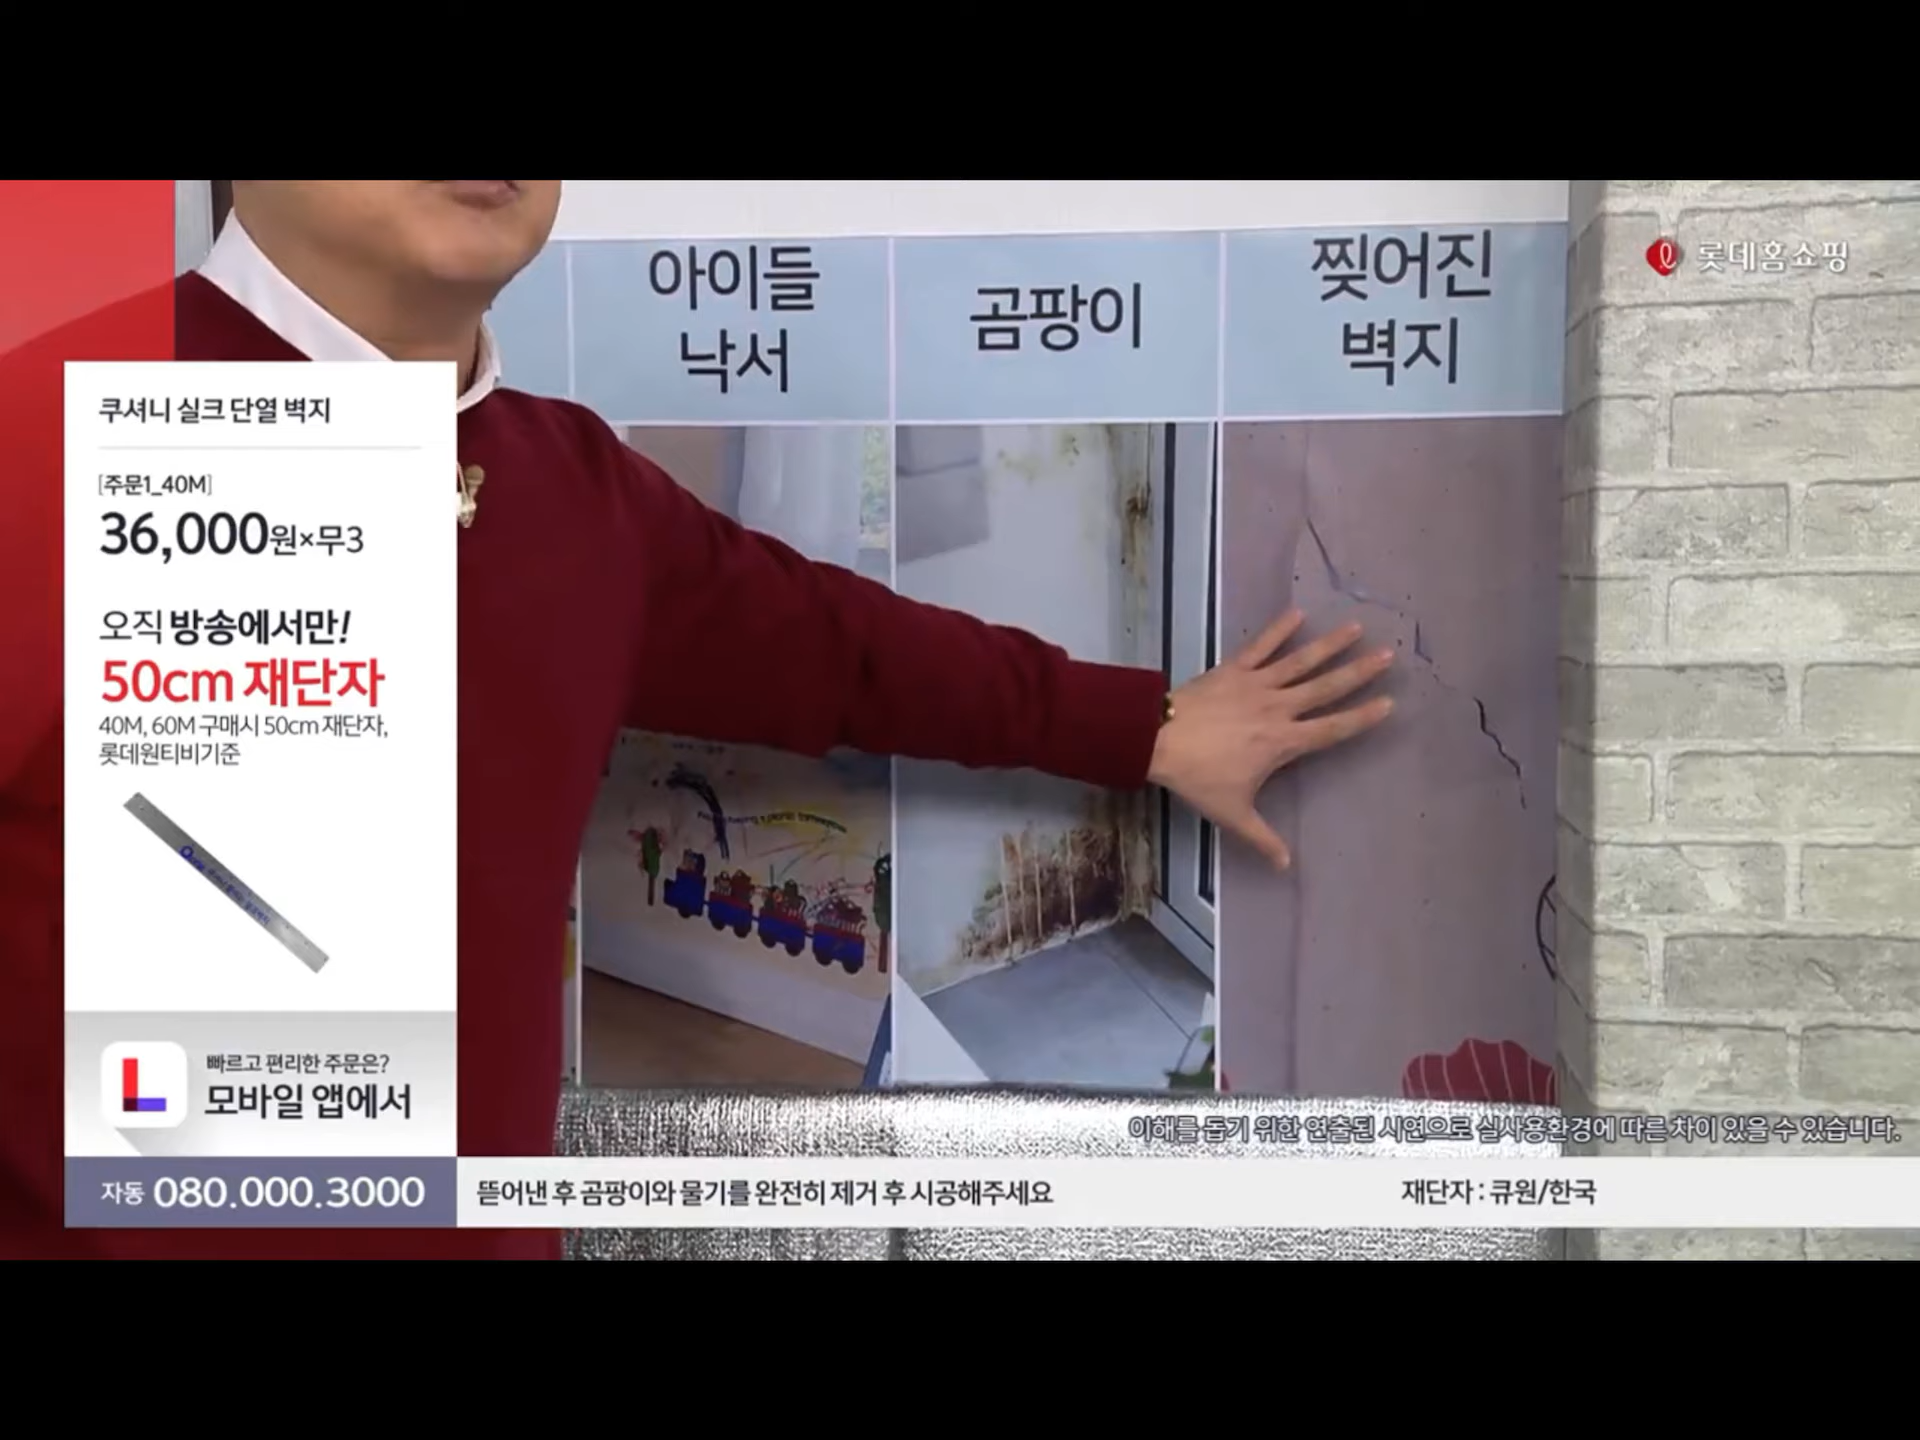 아이들
낙서
곰팡이
찢어진
벽지
롯데홈쇼핑
쿠셔니 실크 단열 벽지
[주문1_40M]
36,000원×무3
오직 방송에서만!
50cm 재단자
40M, 60M 구매시 50cm 재단자,
롯데원티비기준
빠르고 편리한 주문은?
모바일 앱에서
이해를 돕기 위한 연출된 시연으로 실사용환경에 따른 차이 있을 수 있습니다.
자동 080.000.3000
뜯어낸 후 곰팡이와 물기를 완전히 제거 후 시공해주세요
재단자 : 큐원/한국